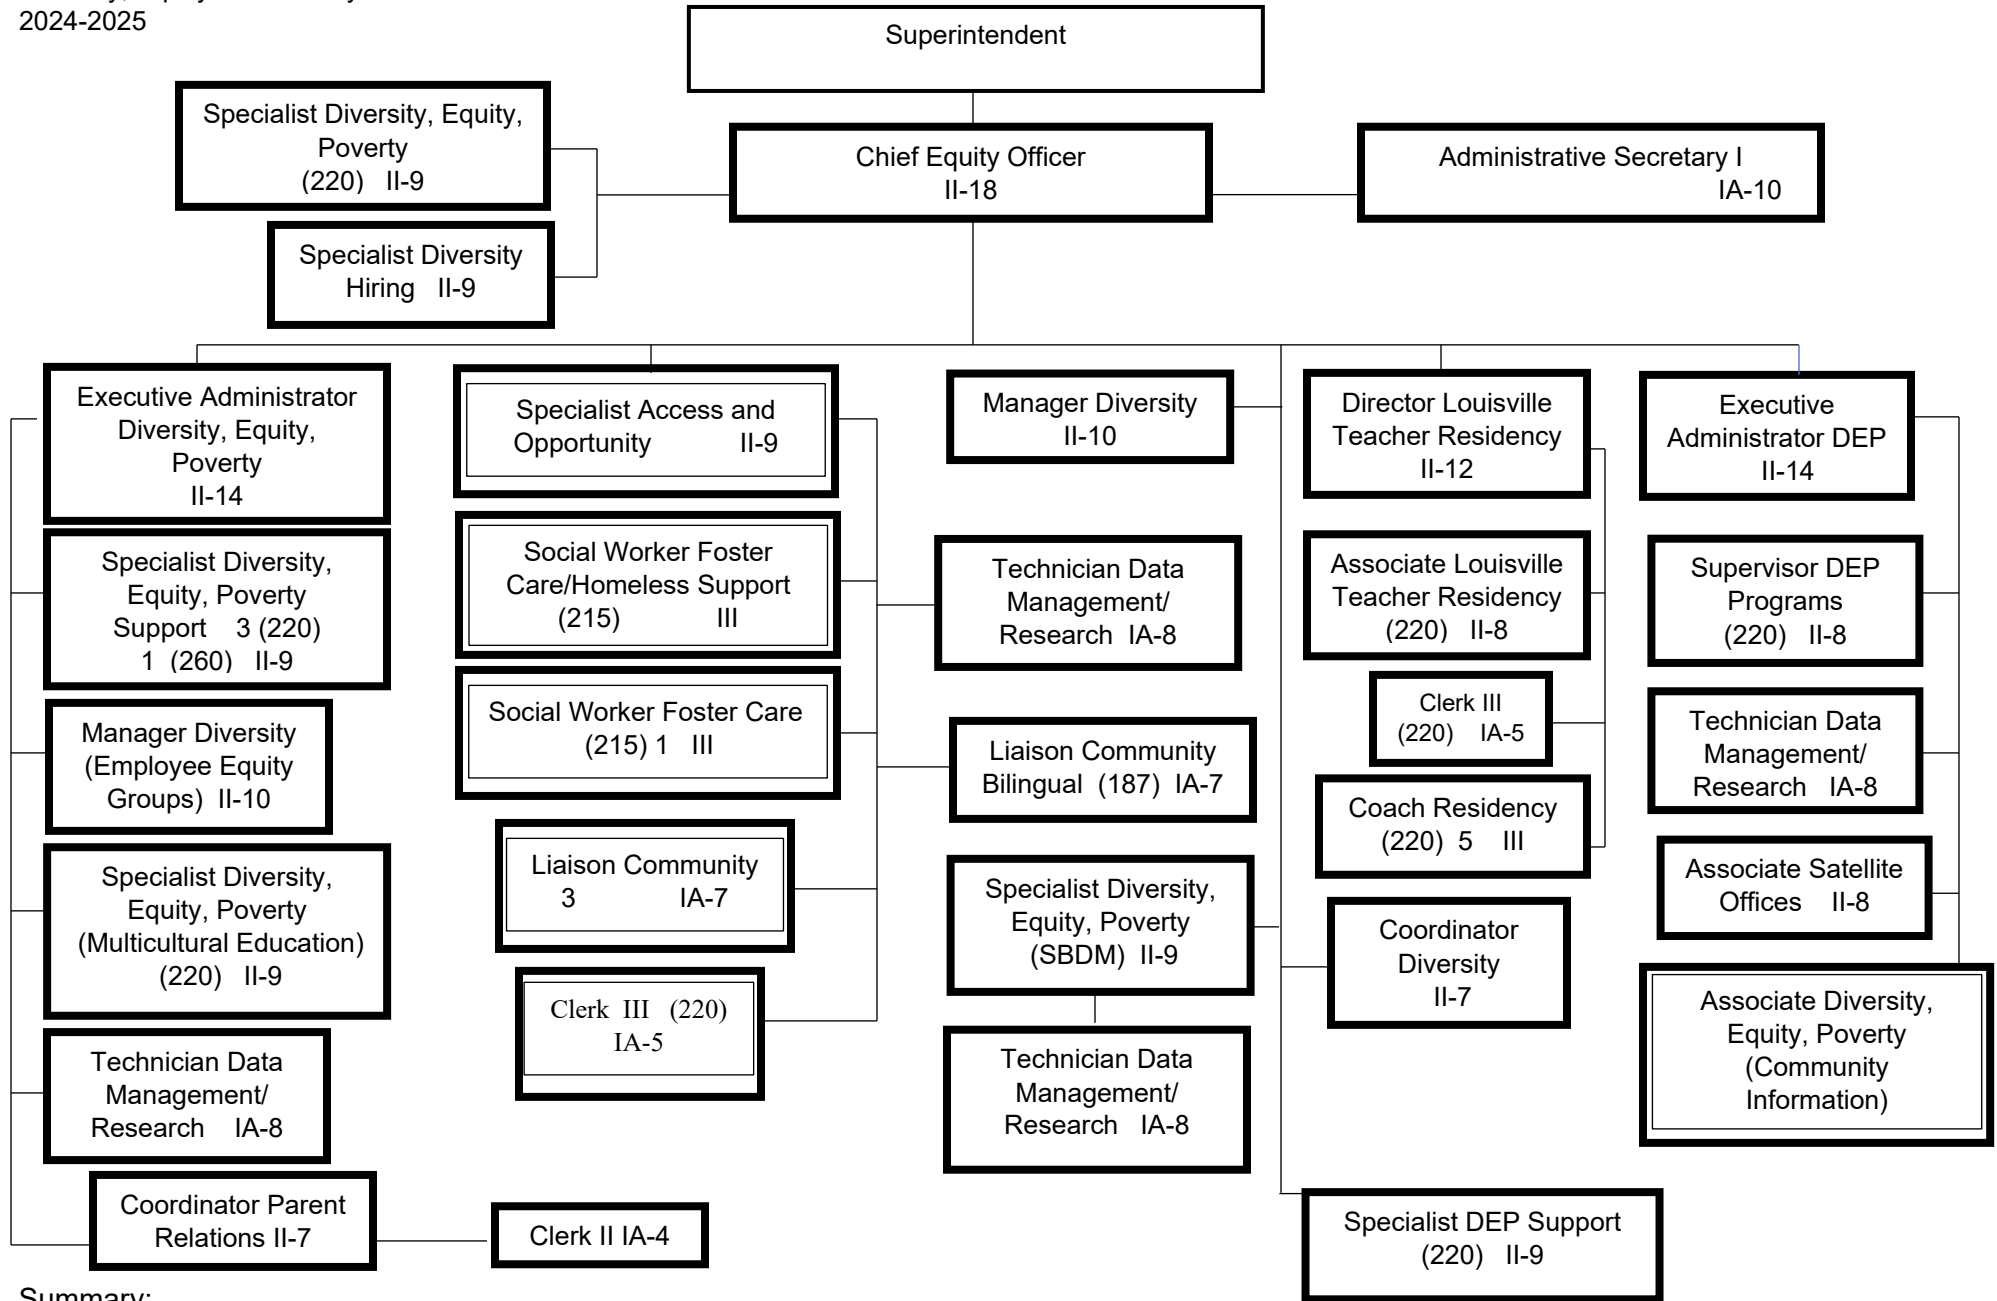 2024-2025
Superintendent
Specialist Diversity, Equity,
Poverty
(220) II-9
Chief Equity Officer
II-18
Administrative Secretary I
IA-10
Specialist Diversity
Hiring II-9
Executive Administrator
Diversity, Equity,
Poverty
II-14
Specialist Diversity,
Equity, Poverty
Support 3 (220)
1 (260) II-9
Manager Diversity
(Employee Equity
Groups) II-10
Specialist Diversity,
Equity, Poverty
(Multicultural Education)
(220) II-9
Technician Data
Management/
Research IA-8
Coordinator Parent
Relations II-7
Clerk II IA-4
Specialist Access and
Opportunity II-9
Social Worker Foster
Care/Homeless Support
(215) III
Social Worker Foster Care
(215) 1 III
Liaison Community
3 IA-7
Clerk III (220)
IA-5
Manager Diversity
II-10
Technician Data
Management/
Research IA-8
Liaison Community
Bilingual (187) IA-7
Specialist Diversity,
Equity, Poverty
(SBDM) II-9
Technician Data
Management/
Research IA-8
Director Louisville
Teacher Residency
II-12
Associate Louisville
Teacher Residency
(220) II-8
Clerk III
(220) IA-5
Coach Residency
(220) 5 III
Coordinator
Diversity
II-7
Specialist DEP Support
(220) II-9
Executive
Administrator DEP
II-14
Supervisor DEP
Programs
(220) II-8
Technician Data
Management/
Research IA-8
Associate Satellite
Offices II-8
Associate Diversity,
Equity, Poverty
(Community
Information)
Summary: